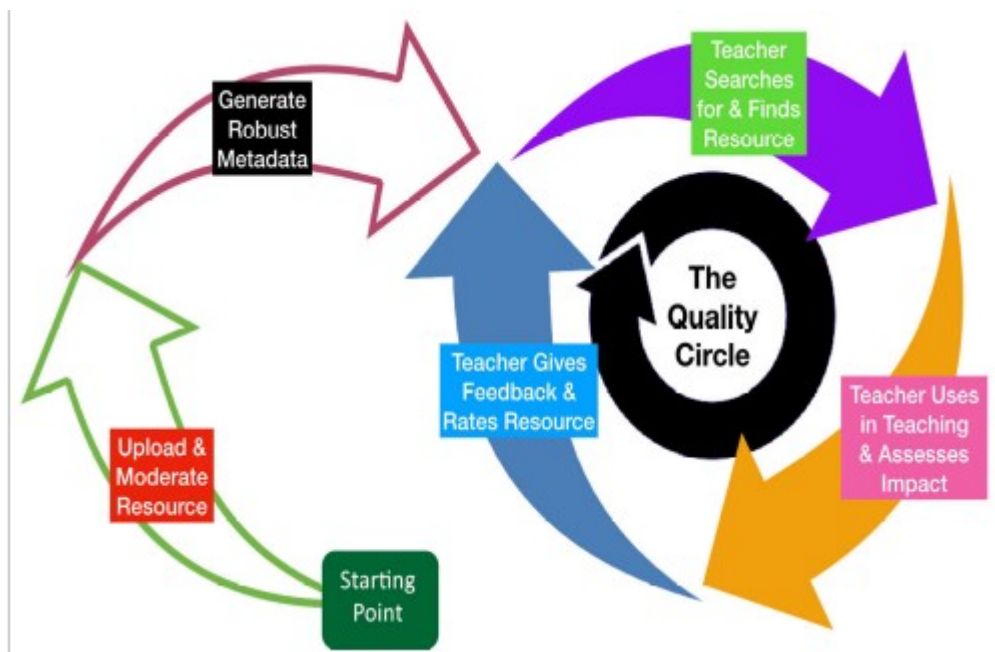 Starting
Point
Upload &
Moderate
Resource
Generate
Robust
Metadata
Teacher
Searches
for & Finds
Resource
Teacher Uses
in Teaching
& Assesses
Impact
Teacher Gives
Feedback &
Rates Resource
The
Quality
Circle